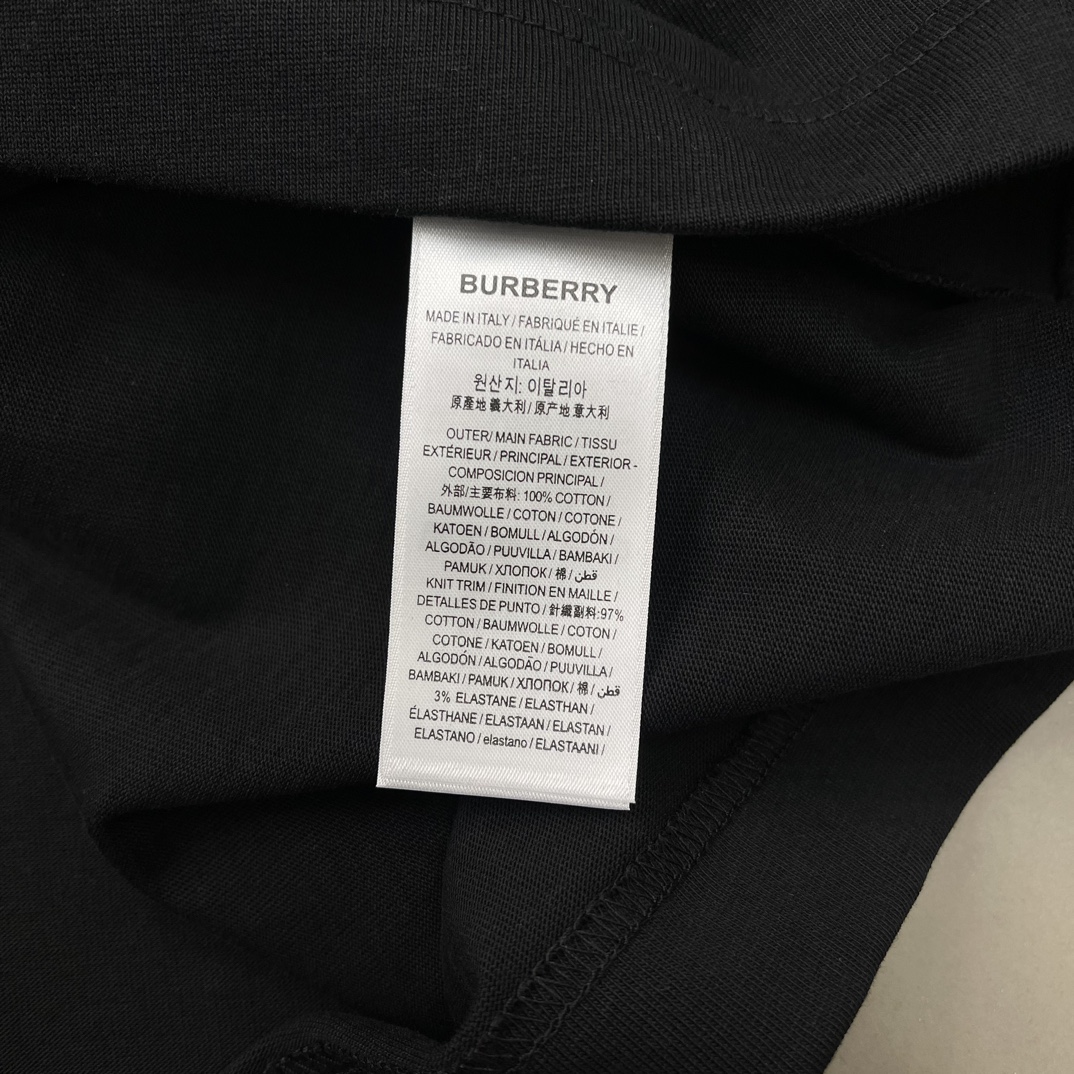 BURBERRY
MADE IN ITALY / FABRIQUÉ EN ITALIE /
FABRICADO EN ITÁLIA / HECHO EN
ITALIA
원산지: 이탈리아
原產地 義大利 / 原产地 意大利
OUTER/ MAIN FABRIC / TISSU
EXTÉRIEUR / PRINCIPAL / EXTERIOR -
COMPOSICION PRINCIPAL /
外部/主要布料: 100% COTTON /
BAUMWOLLE / COTON / COTONE /
KATOEN / BOMULL / ALGODÓN /
ALGODÃO / PUUVILLA / BAMBAKI /
PAMUK / ХЛОПОК / 棉 / قطن
KNIT TRIM / FINITION EN MAILLE /
DETALLES DE PUNTO / 針織副料:97%
COTTON / BAUMWOLLE / COTON /
COTONE / KATOEN / BOMULL /
ALGODÓN / ALGODÃO / PUUVILLA /
BAMBAKI / PAMUK / ХЛОПОК / 棉 / قطن
3% ELASTANE / ELASTHAN /
ÉLASTHANE / ELASTAAN / ELASTAN /
ELASTANO / elastano / ELASTAANI /